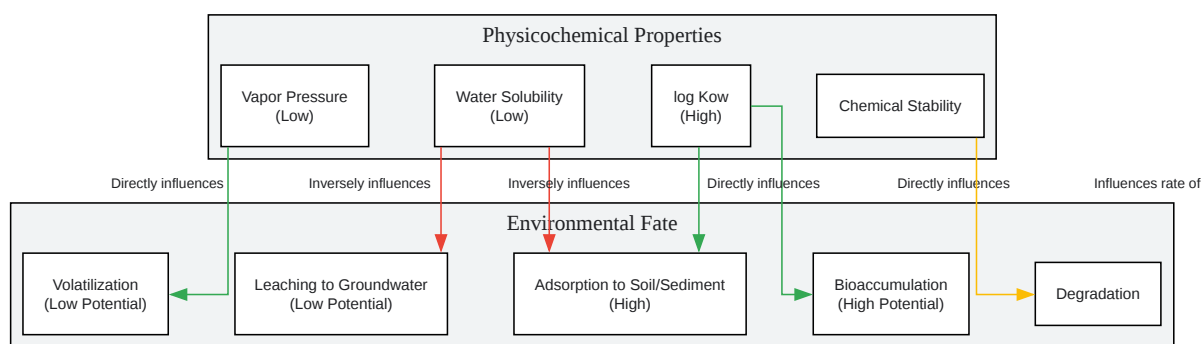 Physicochemical Properties
Vapor Pressure
(Low)
Water Solubility
(Low)
log Kow
(High)
Chemical Stability
Directly influences
Inversely influences
Inversely influences
Directly influences
Directly influences
Influences rate of
Environmental Fate
Volatilization
(Low Potential)
Leaching to Groundwater
(Low Potential)
Adsorption to Soil/Sediment
(High)
Bioaccumulation
(High Potential)
Degradation